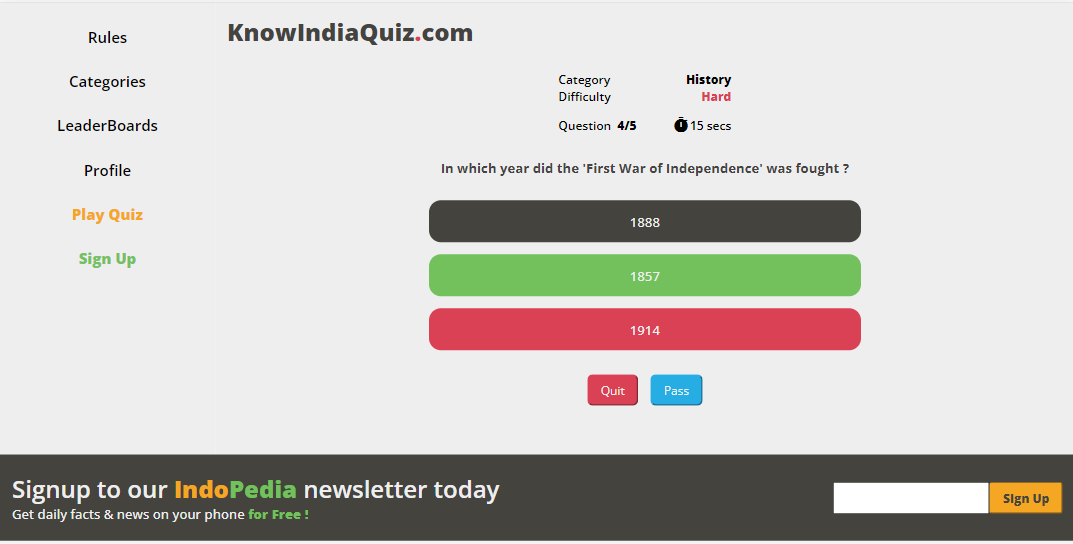 Rules
Categories
LeaderBoards
Profile
Play Quiz
Sign Up
KnowIndiaQuiz.com
Category History
Difficulty Hard
Question 4/5 15 secs
In which year did the 'First War of Independence' was fought ?
1888
1857
1914
Quit Pass
Signup to our IndoPedia newsletter today
Get daily facts & news on your phone for Free !
SIgn Up